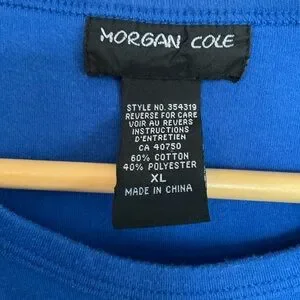 MORGAN COLE
STYLE NO. 354319
REVERSE FOR CARE
VOIR AU REVERS
INSTRUCTIONS
D'ENTRETIEN
CA 40750
60% COTTON
40% POLYESTER
XL
MADE IN CHINA